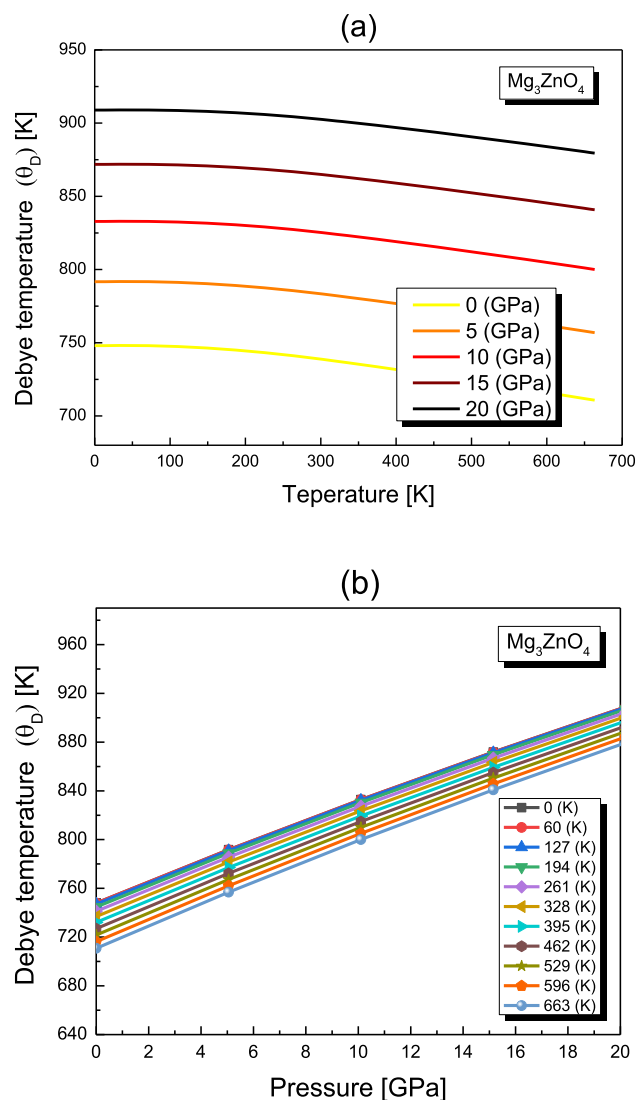 (a)
Mg₃ZnO₄
Debye temperature (θ_D) [K]
950
900
850
800
750
700
0 (GPa)
5 (GPa)
10 (GPa)
15 (GPa)
20 (GPa)
0 100 200 300 400 500 600 700
Teperature [K]
(b)
Mg₃ZnO₄
Debye temperature (θ_D) [K]
960
920
880
840
800
760
720
680
640
0 (K)
60 (K)
127 (K)
194 (K)
261 (K)
328 (K)
395 (K)
462 (K)
529 (K)
596 (K)
663 (K)
0 2 4 6 8 10 12 14 16 18 20
Pressure [GPa]